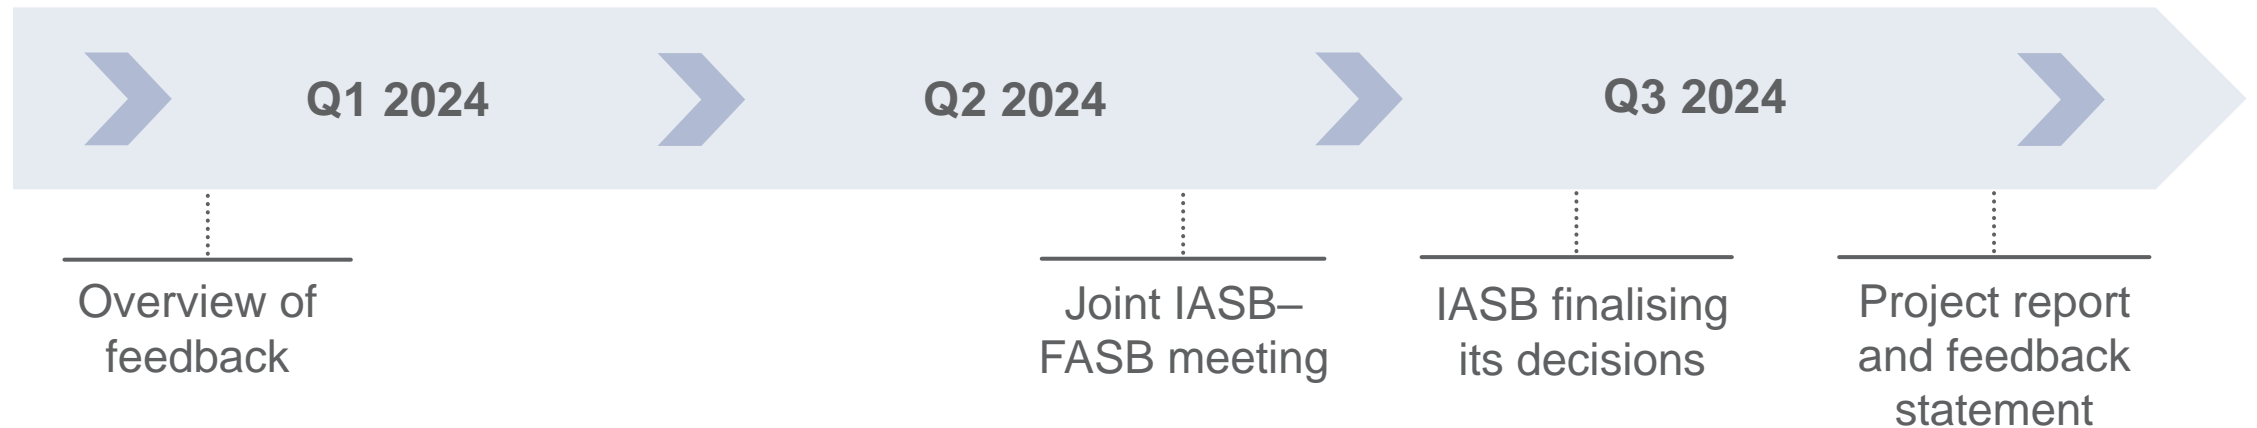 Q1 2024
Q2 2024
Q3 2024
Overview of
feedback
Joint IASB–
FASB meeting
IASB finalising
its decisions
Project report
and feedback
statement